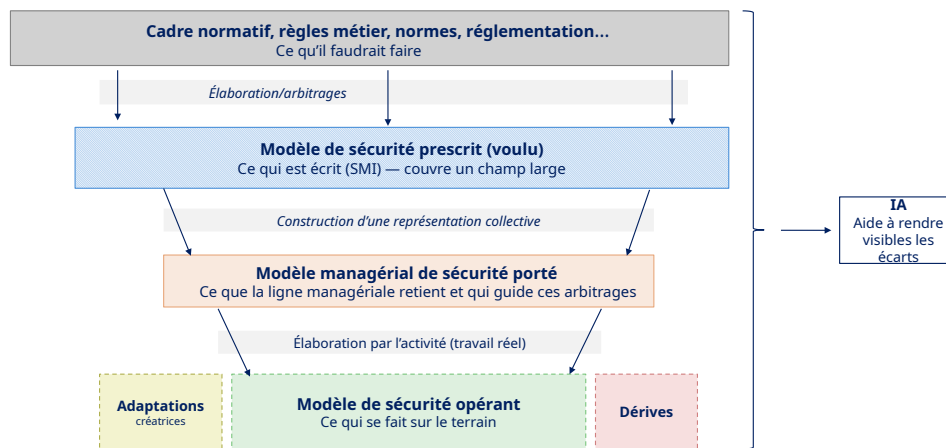 Cadre normatif, règles métier, normes, réglementation...
Ce qu’il faudrait faire
Élaboration/arbitrages
Modèle de sécurité prescrit (voulu)
Ce qui est écrit (SMI) — couvre un champ large
Construction d’une représentation collective
Modèle managérial de sécurité porté
Ce que la ligne managériale retient et qui guide ces arbitrages
Élaboration par l’activité (travail réel)
Adaptations
créatrices
Modèle de sécurité opérant
Ce qui se fait sur le terrain
Dérives
IA
Aide à rendre
visibles les
écarts